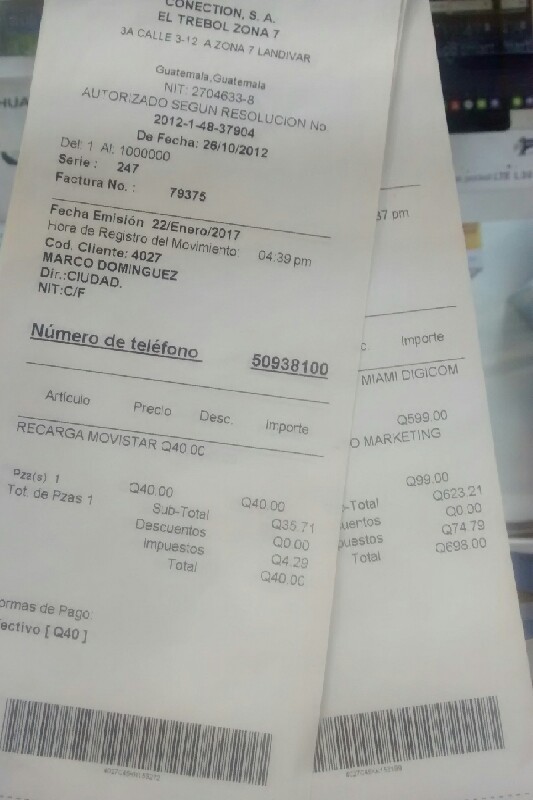 CONECTION, S. A.
EL TREBOL ZONA 7
3A CALLE 3-12 A ZONA 7 LANDIVAR
Guatemala,Guatemala
NIT: 2704633-8
AUTORIZADO SEGUN RESOLUCION No.
2012-1-48-37904
De Fecha: 26/10/2012
Del: 1 Al: 1000000
Serie : 247
Factura No. : 79375
Fecha Emisión 22/Enero/2017
Hora de Registro del Movimiento: 04:39 pm
Cod. Cliente: 4027
MARCO DOMINGUEZ
Dir.:CIUDAD.
NIT:C/F
Número de teléfono 50938100
Artículo Precio Desc. Importe
RECARGA MOVISTAR Q40.00
Pza(s) 1 Q40.00 Q40.00
Tot. de Pzas 1 Sub-Total Q35.71
Descuentos Q0.00
Impuestos Q4.29
Total Q40.00
ormas de Pago:
ectivo [ Q40 ]
37 pm
c. Importe
MIAMI DIGICOM
Q599.00
O MARKETING
Q99.00
-Total Q623.21
uentos Q0.00
puestos Q74.79
Total Q698.00
HUA